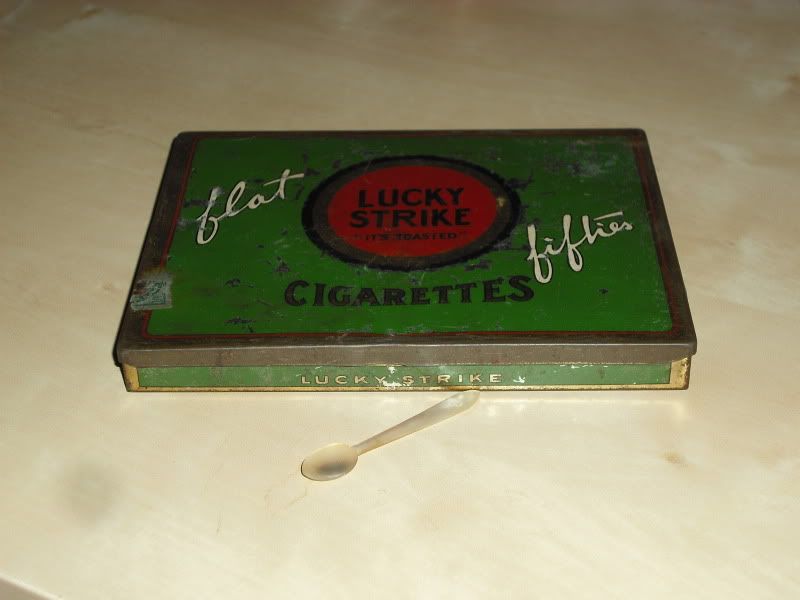 flat
LUCKY
STRIKE
"IT'S TOASTED"
fifties
CIGARETTES
LUCKY STRIKE